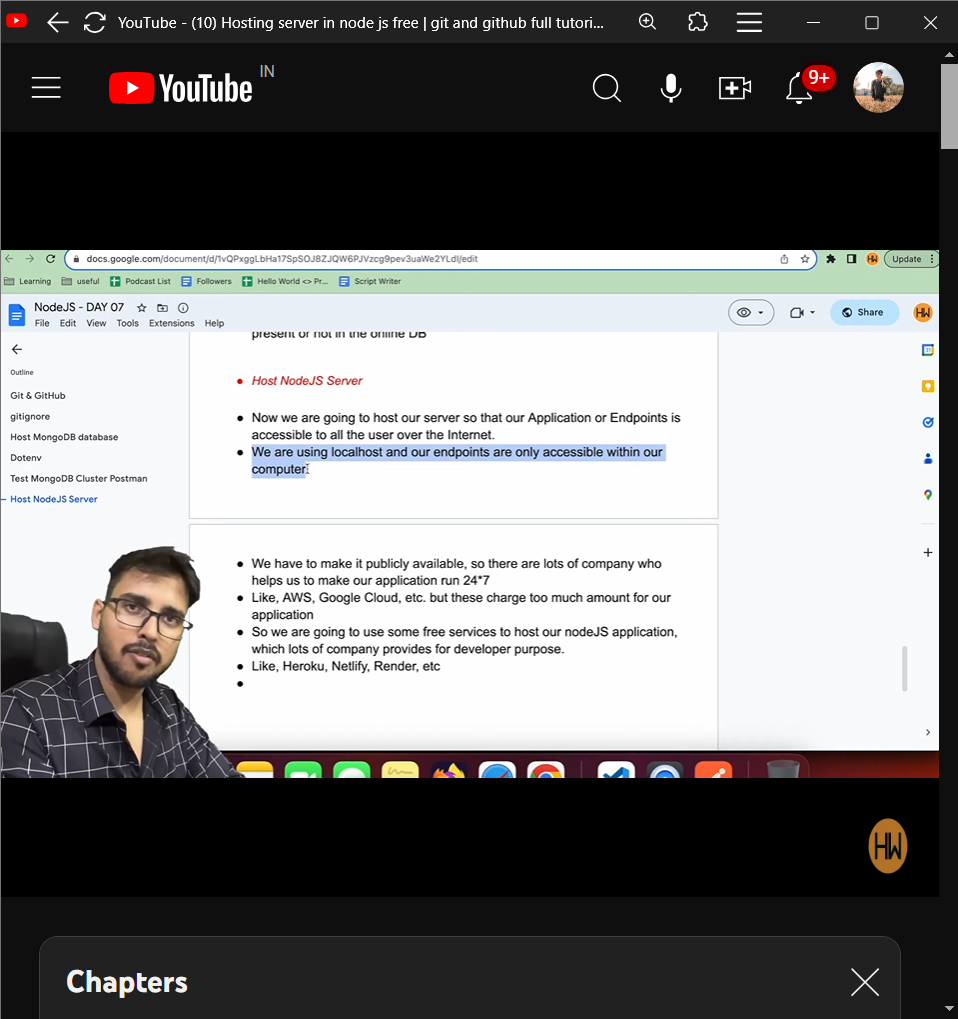 YouTube - (10) Hosting server in node js free | git and github full tutori...
YouTube IN
9+
docs.google.com/document/d/1vQPxggLbHa17SpSOJ8ZJQW6PJVzcg9pev3uaWe2YLdI/edit
HW
Update
Learning
useful
Podcast List
Followers
Hello World <> Pr...
Script Writer
NodeJS - DAY 07
File Edit View Tools Extensions Help
Share
HW
present or not in the online DB
Outline
Git & GitHub
gitignore
Host MongoDB database
Dotenv
Test MongoDB Cluster Postman
Host NodeJS Server
• Host NodeJS Server
• Now we are going to host our server so that our Application or Endpoints is
accessible to all the user over the Internet.
• We are using localhost and our endpoints are only accessible within our
computer.
• We have to make it publicly available, so there are lots of company who
helps us to make our application run 24*7
• Like, AWS, Google Cloud, etc. but these charge too much amount for our
application
• So we are going to use some free services to host our nodeJS application,
which lots of company provides for developer purpose.
• Like, Heroku, Netlify, Render, etc
•
HW
Chapters